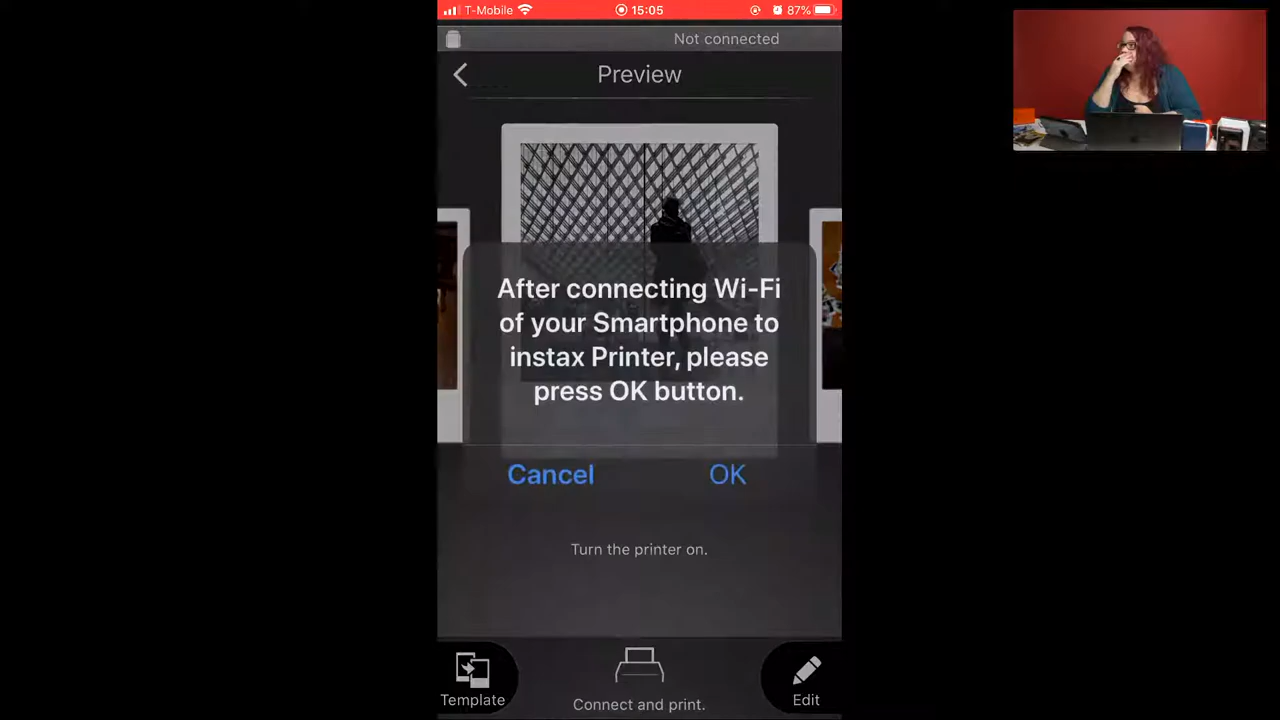 T-Mobile 15:05 87%
Not connected
Preview
After connecting Wi-Fi
of your Smartphone to
instax Printer, please
press OK button.
Cancel OK
Turn the printer on.
Template
Connect and print.
Edit